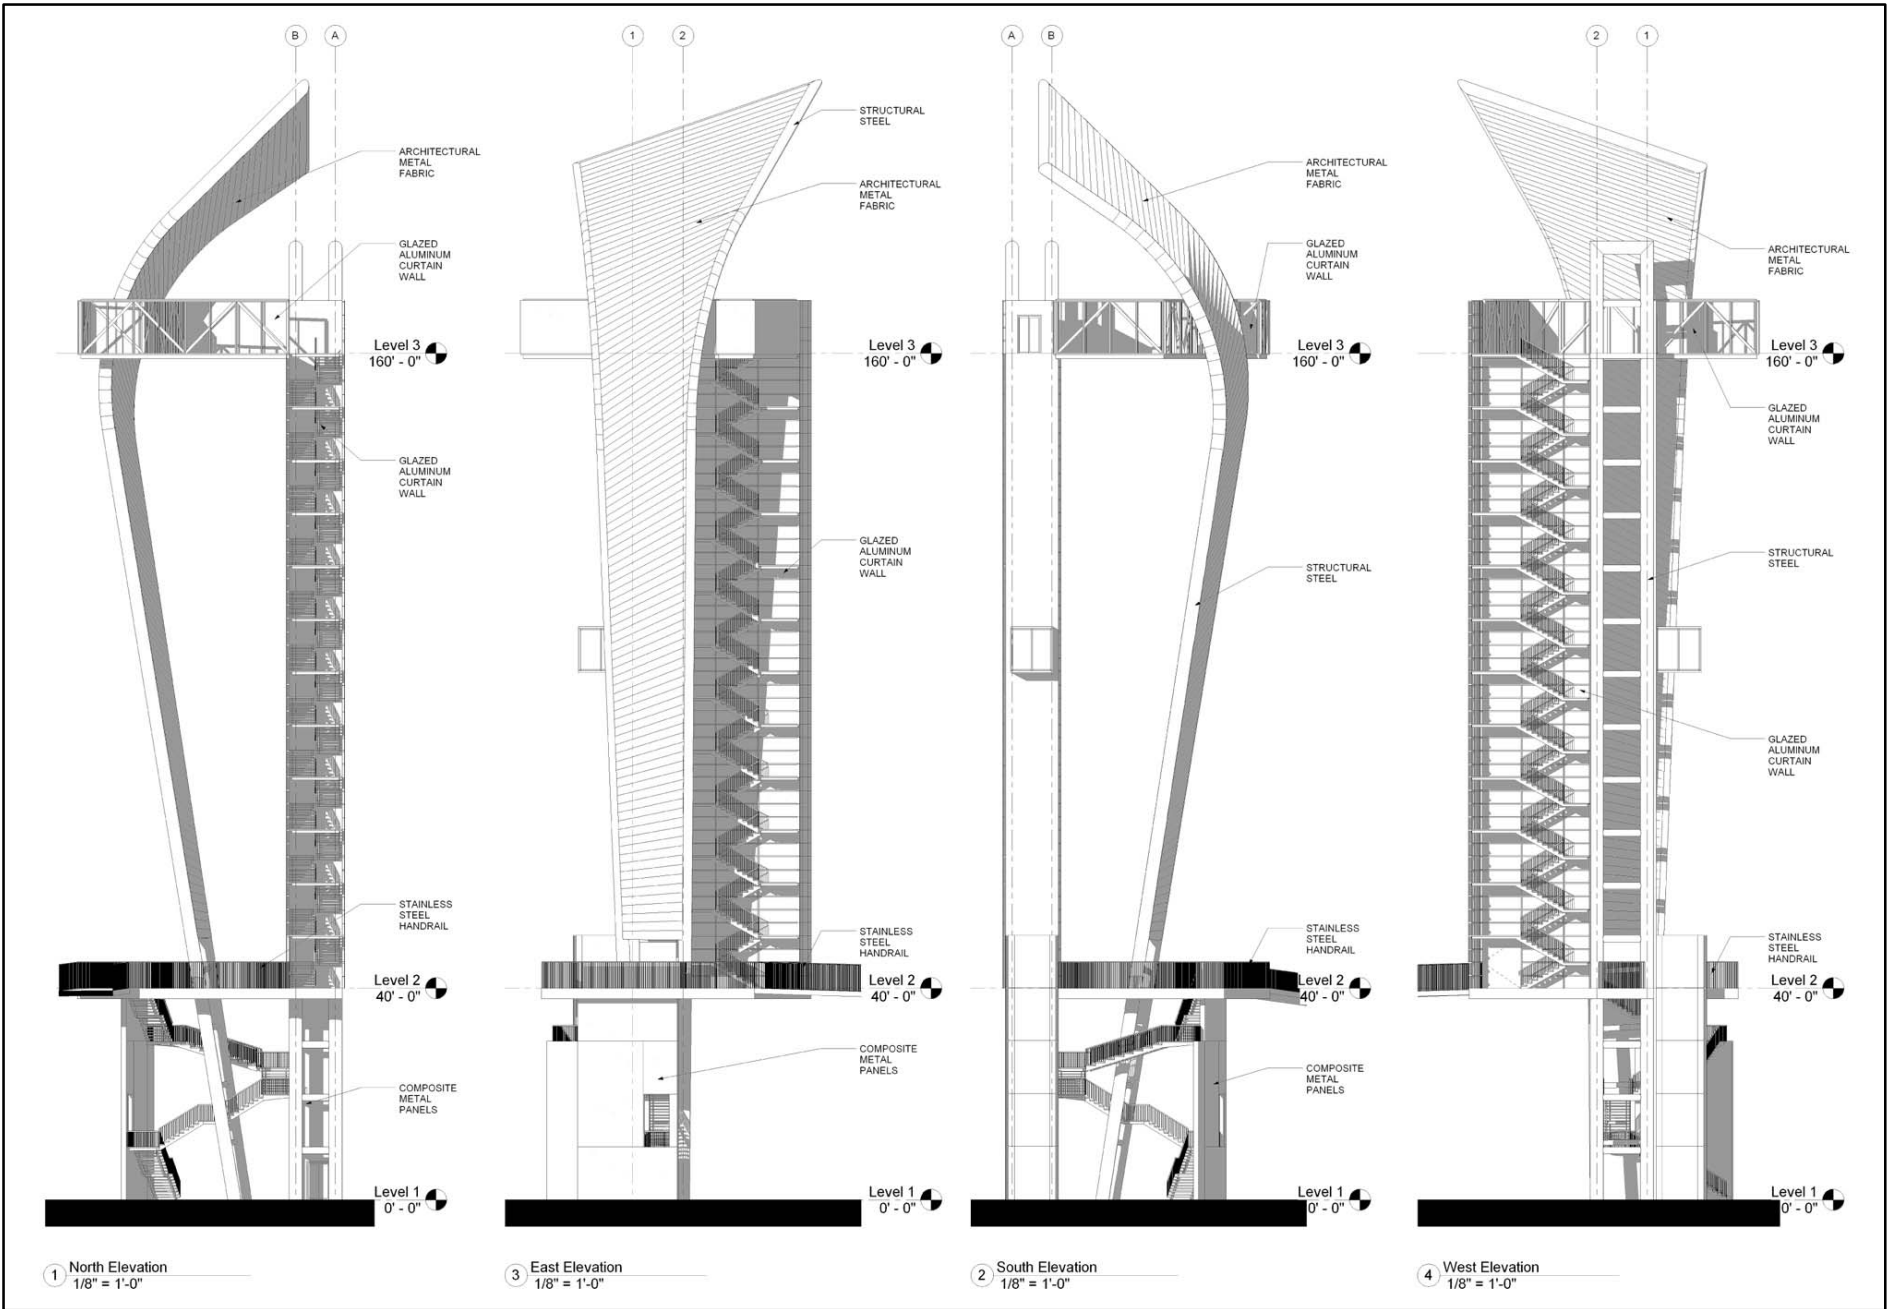 B A
1 2
A B
2 1
ARCHITECTURAL
METAL
FABRIC
GLAZED
ALUMINUM
CURTAIN
WALL
Level 3
160' - 0"
GLAZED
ALUMINUM
CURTAIN
WALL
STAINLESS
STEEL
HANDRAIL
Level 2
40' - 0"
COMPOSITE
METAL
PANELS
Level 1
0' - 0"
1 North Elevation
1/8" = 1'-0"
STRUCTURAL
STEEL
ARCHITECTURAL
METAL
FABRIC
Level 3
160' - 0"
GLAZED
ALUMINUM
CURTAIN
WALL
STAINLESS
STEEL
HANDRAIL
Level 2
40' - 0"
COMPOSITE
METAL
PANELS
Level 1
0' - 0"
3 East Elevation
1/8" = 1'-0"
ARCHITECTURAL
METAL
FABRIC
GLAZED
ALUMINUM
CURTAIN
WALL
Level 3
160' - 0"
STRUCTURAL
STEEL
STAINLESS
STEEL
HANDRAIL
Level 2
40' - 0"
COMPOSITE
METAL
PANELS
Level 1
0' - 0"
2 South Elevation
1/8" = 1'-0"
ARCHITECTURAL
METAL
FABRIC
Level 3
160' - 0"
GLAZED
ALUMINUM
CURTAIN
WALL
STRUCTURAL
STEEL
GLAZED
ALUMINUM
CURTAIN
WALL
STAINLESS
STEEL
HANDRAIL
Level 2
40' - 0"
Level 1
0' - 0"
4 West Elevation
1/8" = 1'-0"